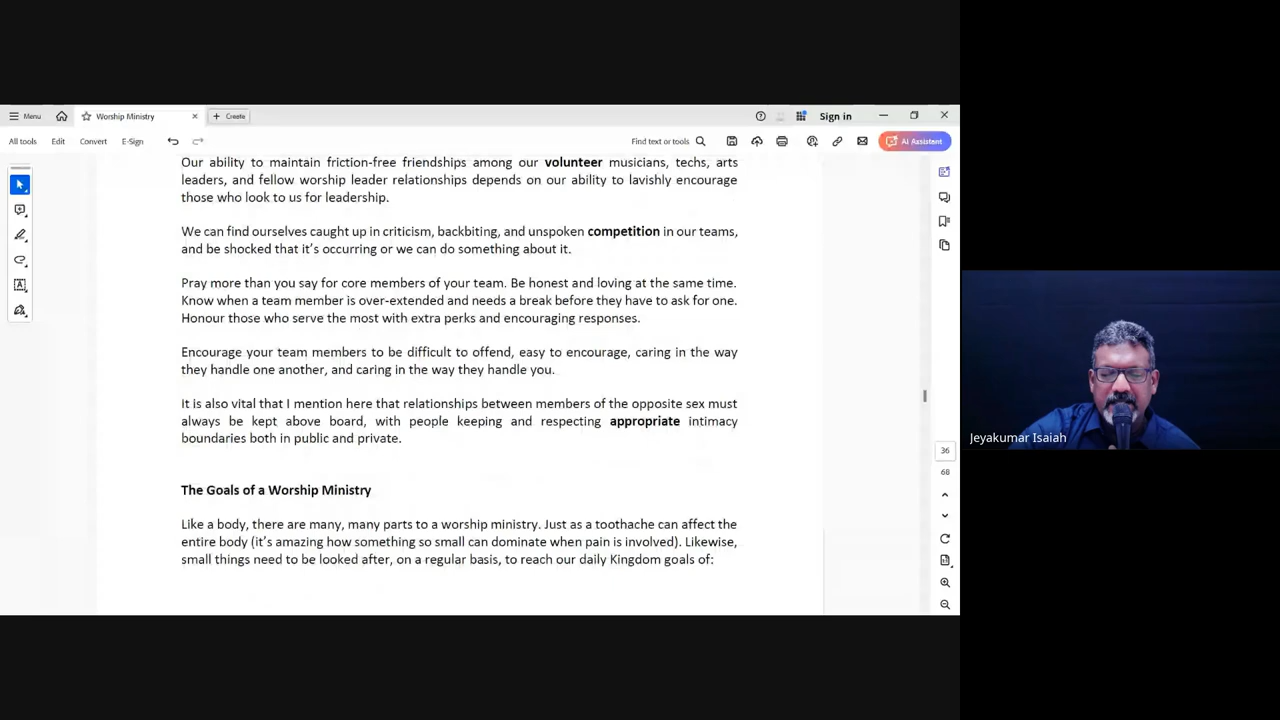 Menu
Worship Ministry
Create
Sign in
All tools
Edit
Convert
E-Sign
Find text or tools
AI Assistant
Our ability to maintain friction-free friendships among our volunteer musicians, techs, arts
leaders, and fellow worship leader relationships depends on our ability to lavishly encourage
those who look to us for leadership.
We can find ourselves caught up in criticism, backbiting, and unspoken competition in our teams,
and be shocked that it’s occurring or we can do something about it.
Pray more than you say for core members of your team. Be honest and loving at the same time.
Know when a team member is over-extended and needs a break before they have to ask for one.
Honour those who serve the most with extra perks and encouraging responses.
Encourage your team members to be difficult to offend, easy to encourage, caring in the way
they handle one another, and caring in the way they handle you.
It is also vital that I mention here that relationships between members of the opposite sex must
always be kept above board, with people keeping and respecting appropriate intimacy
boundaries both in public and private.
The Goals of a Worship Ministry
Like a body, there are many, many parts to a worship ministry. Just as a toothache can affect the
entire body (it’s amazing how something so small can dominate when pain is involved). Likewise,
small things need to be looked after, on a regular basis, to reach our daily Kingdom goals of:
36
68
Jeyakumar Isaiah